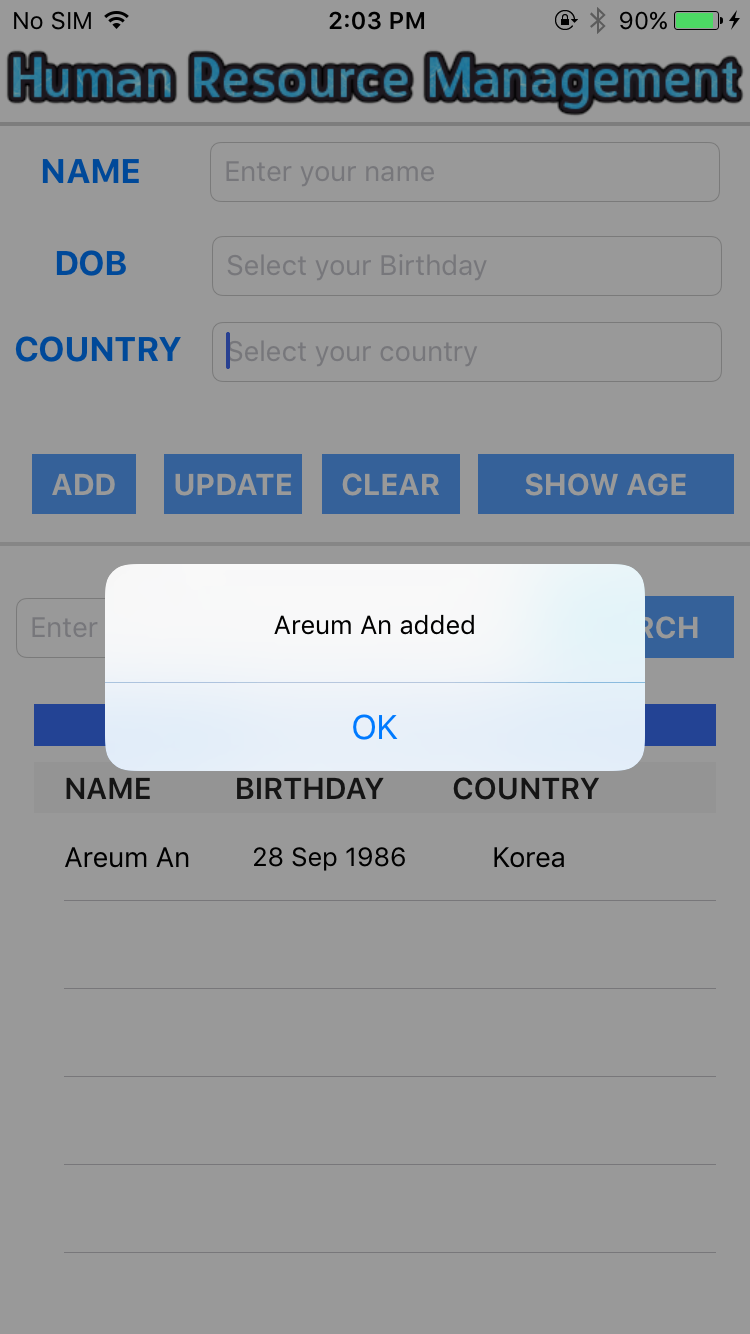 No SIM 2:03 PM 90%
Human Resource Management
NAME Enter your name
DOB Select your Birthday
COUNTRY Select your country
ADD UPDATE CLEAR SHOW AGE
Areum An added
Enter
OK
NAME BIRTHDAY COUNTRY
Areum An 28 Sep 1986 Korea